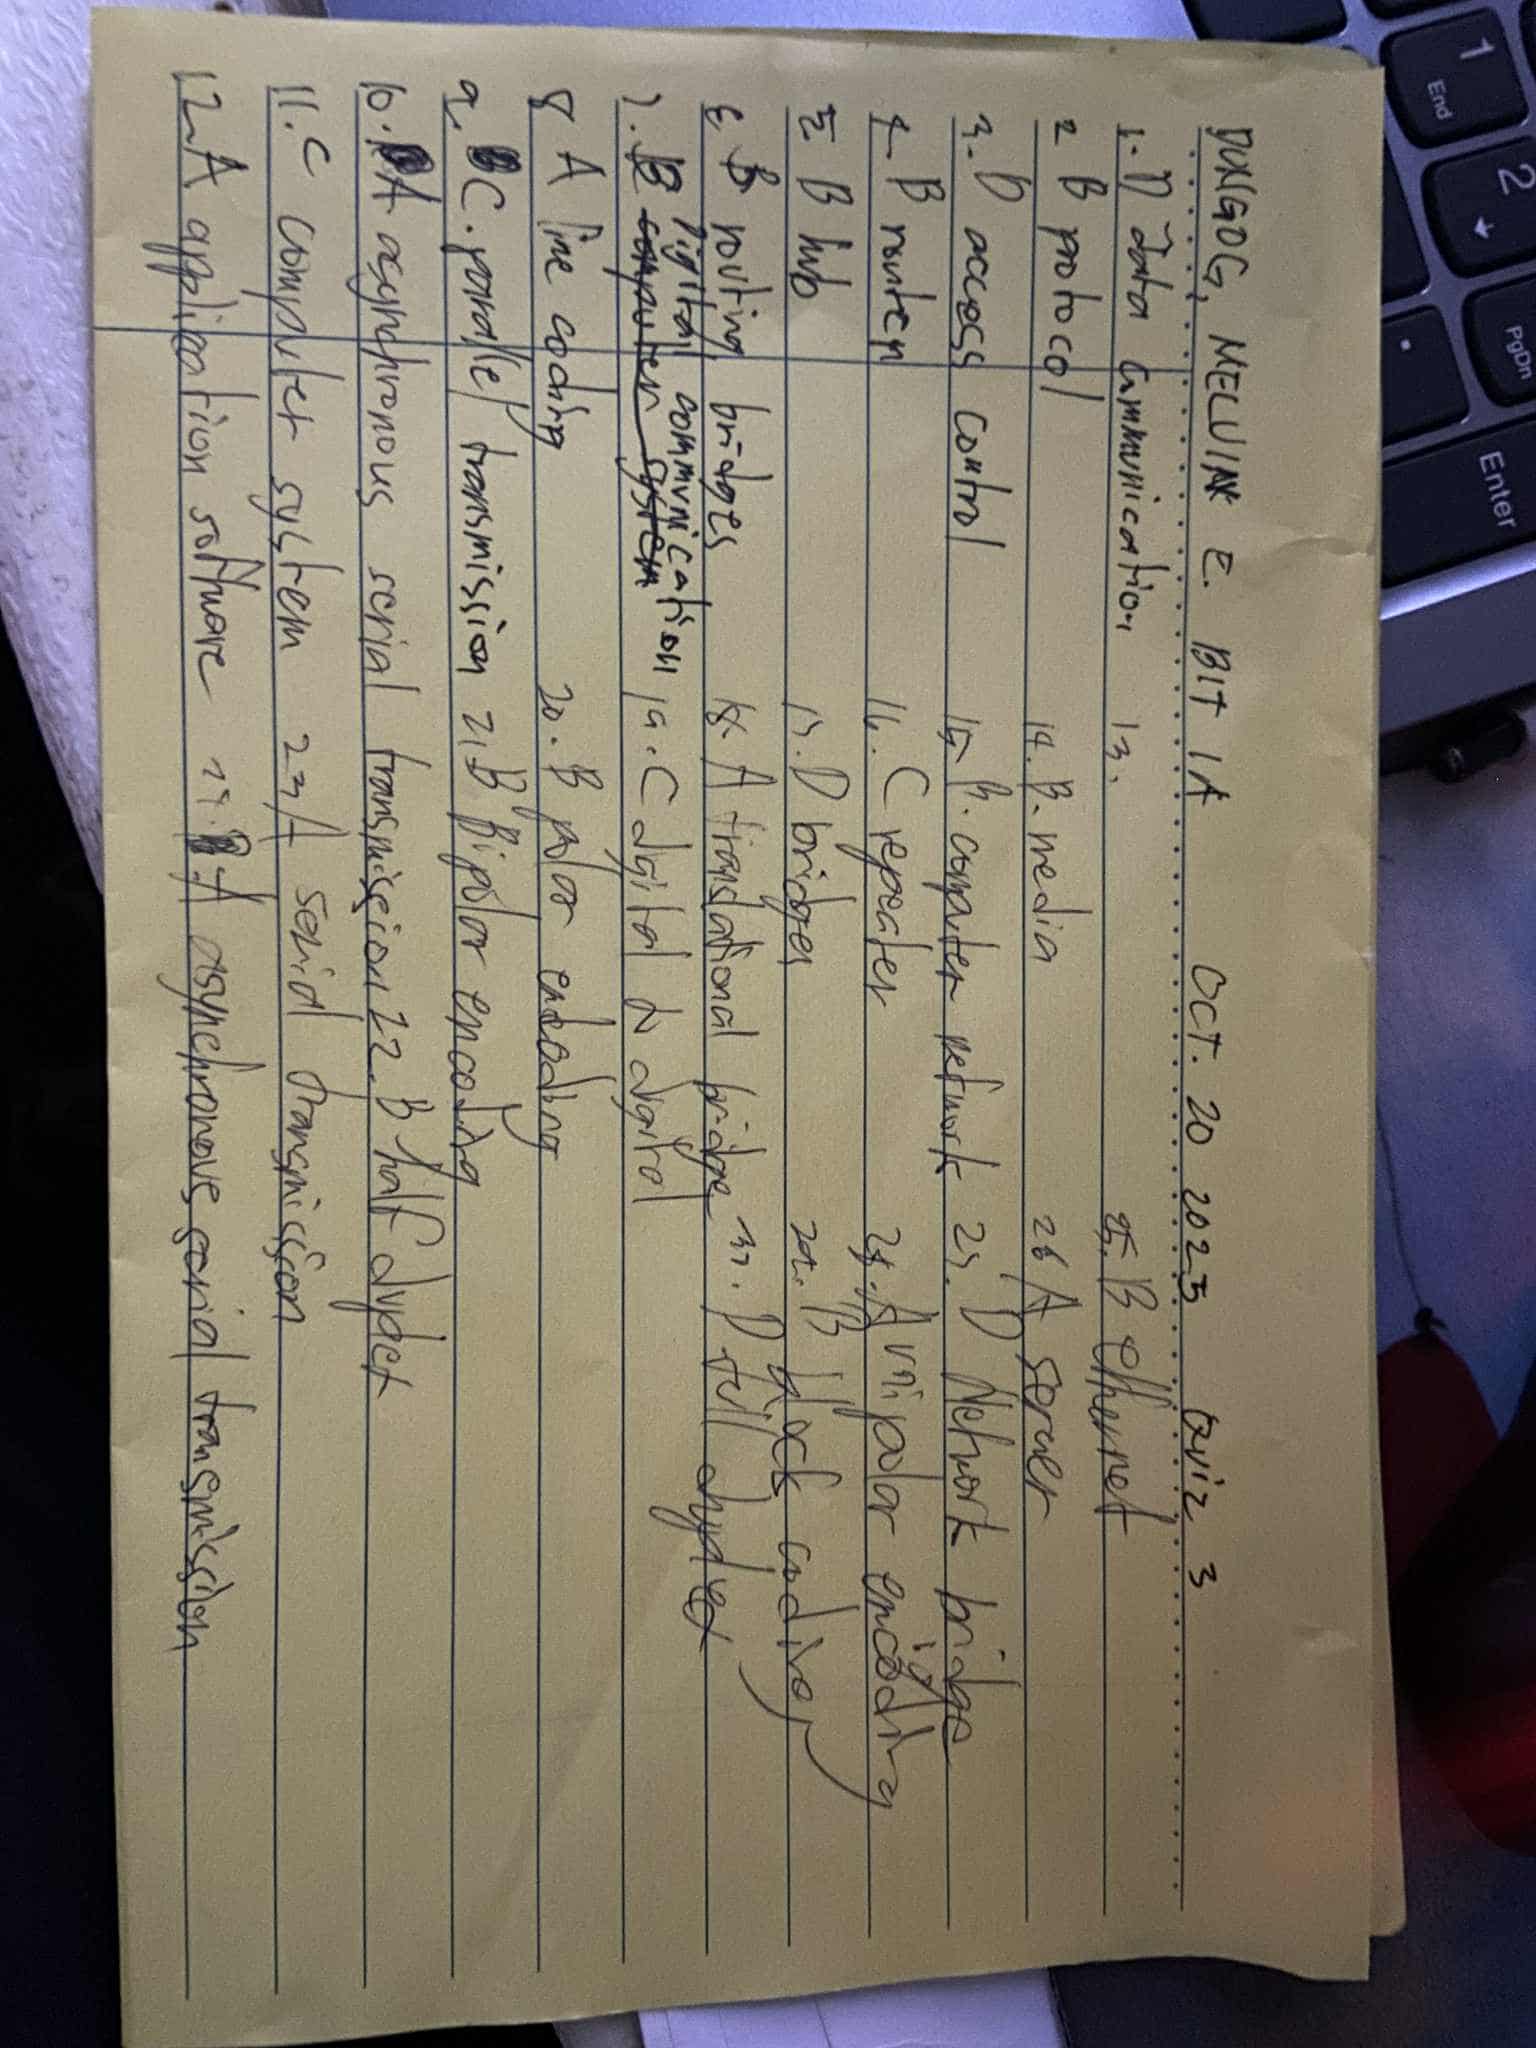 1
End
2
PgDn
Enter
.
DUNGOG, E. BIT 1A OCT. 20 2025 Quiz 3
1. D Data communication
2 B protocol
3. D access control
4 B router
5 B hub
6 B routing bridges
Digital communication
7. B computer system
8 A line coding
9 C. parallel transmission
10. A asynchronous serial transmission
11. C computer system
12 A application software
13.
14. B. media
15 B. computer network
16. C repeater
17. D bridges
18. A translational bridge
19. C digital to digital
20. B polar encoding
21 B Bipolar encoding
22. B half
23 A serial transmission
24. A asynchronous serial transmission
25. B ethernet
26 A server
27. D Network bridge
28. A unipolar encoding
29. B block coding
30. D full